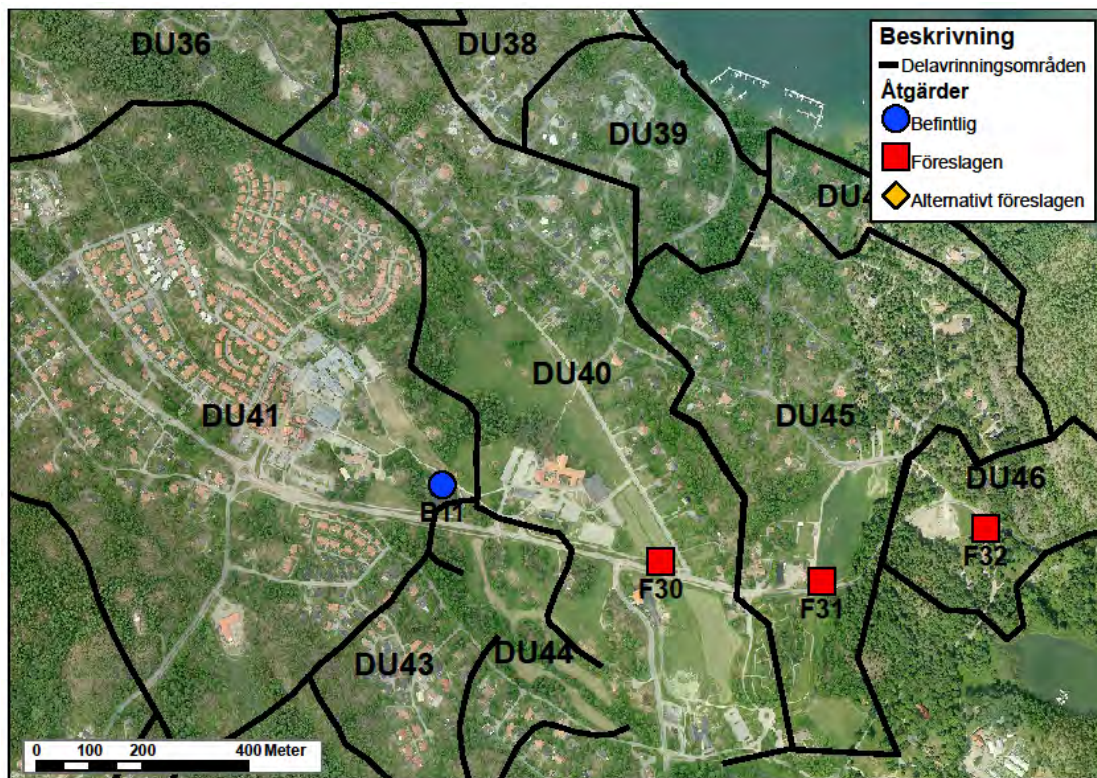 DU36
DU38
Beskrivning
Delavrinningsområden
Åtgärder
Befintlig
Föreslagen
Alternativt föreslagen
DU39
DU40
DU41
DU45
DU46
B11
F32
F30
F31
DU43
DU44
0 100 200 400 Meter